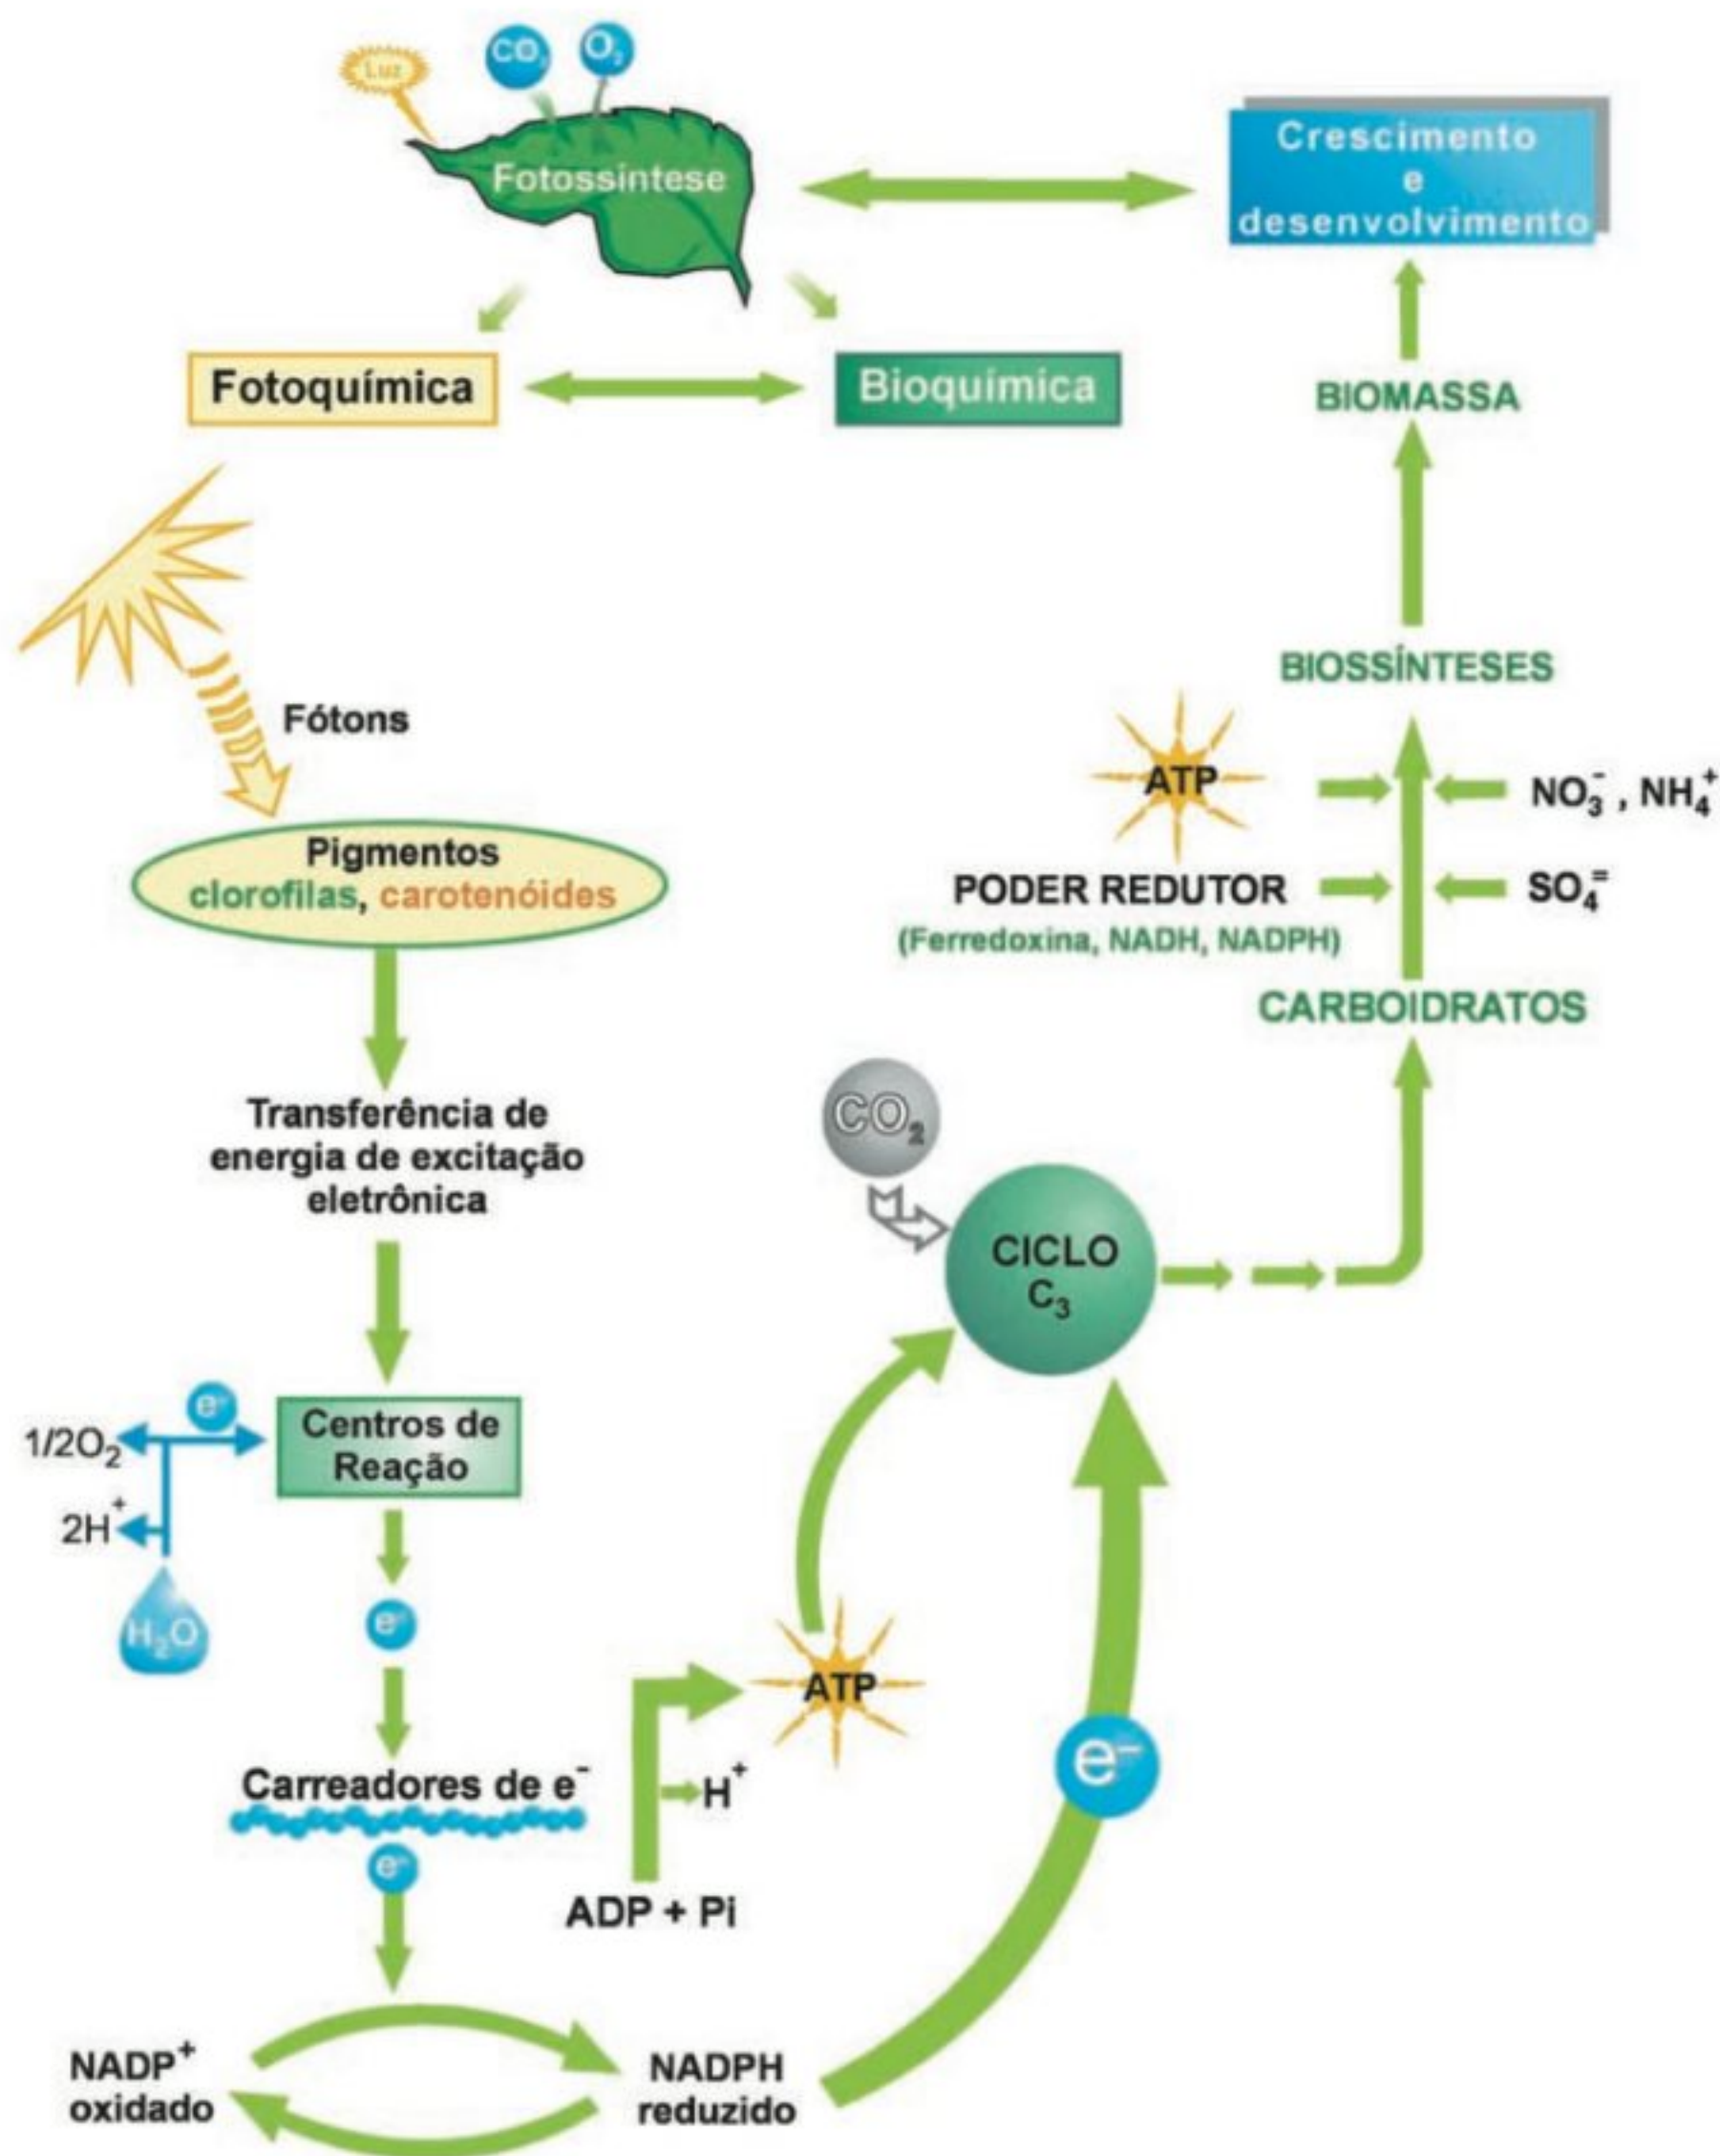 Luz
CO₂
O₂
Fotossíntese
Crescimento
e
desenvolvimento
Fotoquímica
Bioquímica
BIOMASSA
BIOSSÍNTESES
Fótons
ATP
NO₃⁻ , NH₄⁺
Pigmentos
clorofilas, carotenóides
PODER REDUTOR
SO₄⁼
(Ferredoxina, NADH, NADPH)
CARBOIDRATOS
Transferência de
energia de excitação
eletrônica
CO₂
CICLO
C₃
e⁻
1/2O₂
Centros de
Reação
2H⁺
H₂O
e⁻
ATP
Carreadores de e⁻
H⁺
e⁻
e⁻
ADP + Pi
NADP⁺
oxidado
NADPH
reduzido